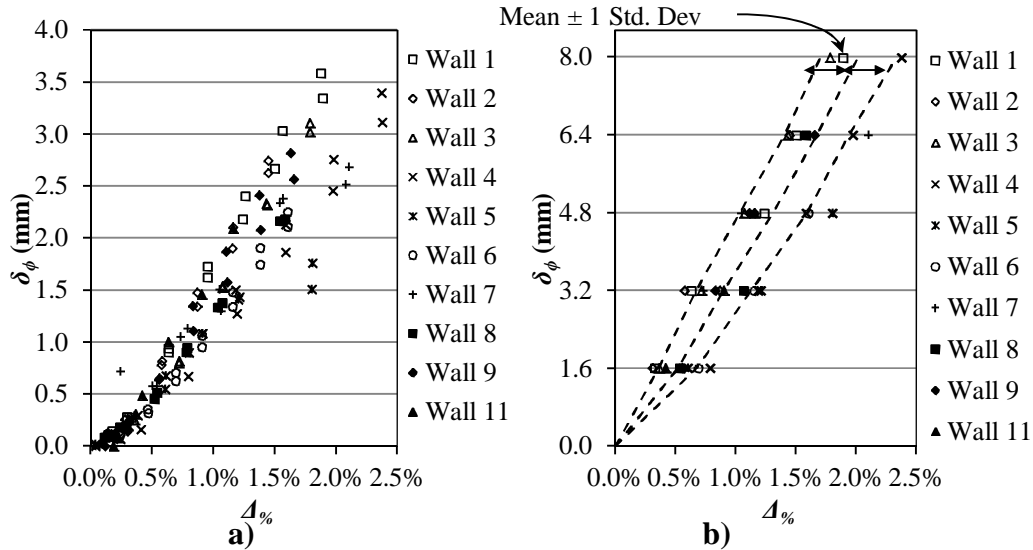 Mean ± 1 Std. Dev
4.0
3.5
3.0
2.5
2.0
1.5
1.0
0.5
0.0
δϕ (mm)
0.0% 0.5% 1.0% 1.5% 2.0% 2.5%
Δ%
a)
Wall 1
Wall 2
Wall 3
Wall 4
Wall 5
Wall 6
Wall 7
Wall 8
Wall 9
Wall 11
8.0
6.4
4.8
3.2
1.6
0.0
δϕ (mm)
0.0% 0.5% 1.0% 1.5% 2.0% 2.5%
Δ%
b)
Wall 1
Wall 2
Wall 3
Wall 4
Wall 5
Wall 6
Wall 7
Wall 8
Wall 9
Wall 11